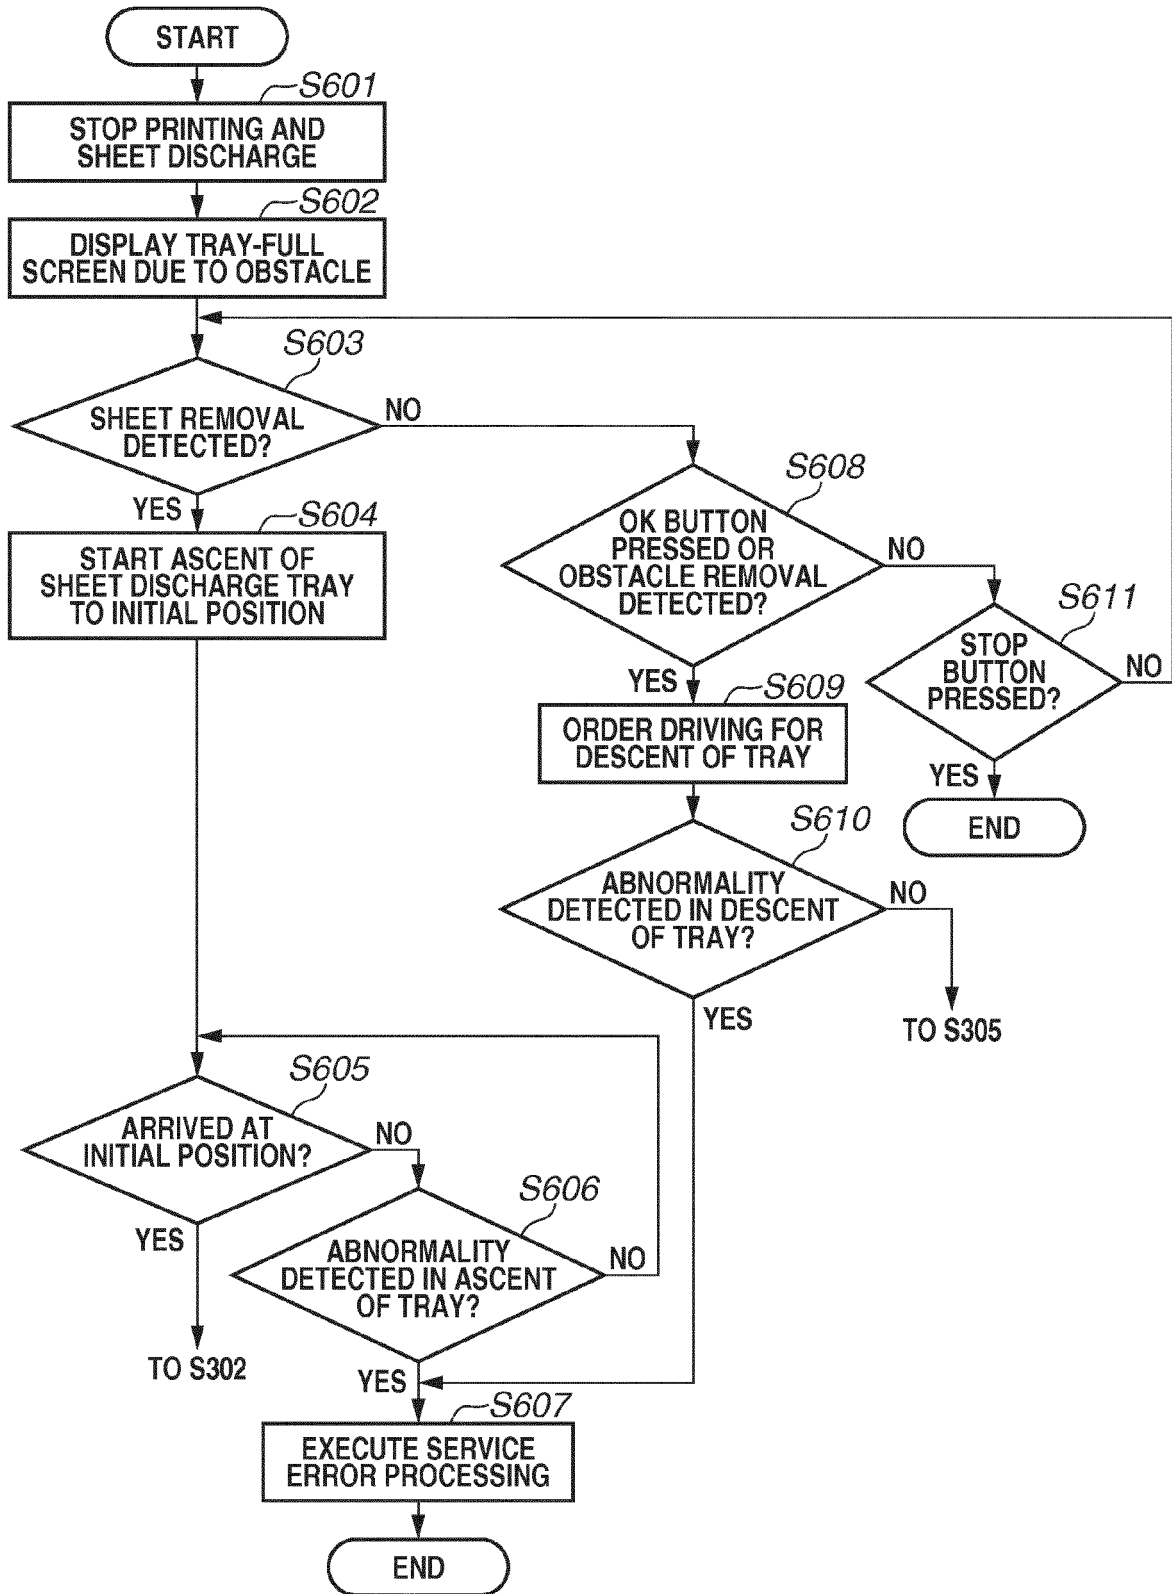 START
S601
STOP PRINTING AND
SHEET DISCHARGE
S602
DISPLAY TRAY-FULL
SCREEN DUE TO OBSTACLE
S603
SHEET REMOVAL
DETECTED?
NO
YES
S604
START ASCENT OF
SHEET DISCHARGE TRAY
TO INITIAL POSITION
S608
OK BUTTON
PRESSED OR
OBSTACLE REMOVAL
DETECTED?
NO
YES
S611
STOP
BUTTON
PRESSED?
NO
YES
END
S609
ORDER DRIVING FOR
DESCENT OF TRAY
S610
ABNORMALITY
DETECTED IN DESCENT
OF TRAY?
NO
TO S305
YES
S605
ARRIVED AT
INITIAL POSITION?
NO
YES
TO S302
S606
ABNORMALITY
DETECTED IN ASCENT
OF TRAY?
NO
YES
S607
EXECUTE SERVICE
ERROR PROCESSING
END